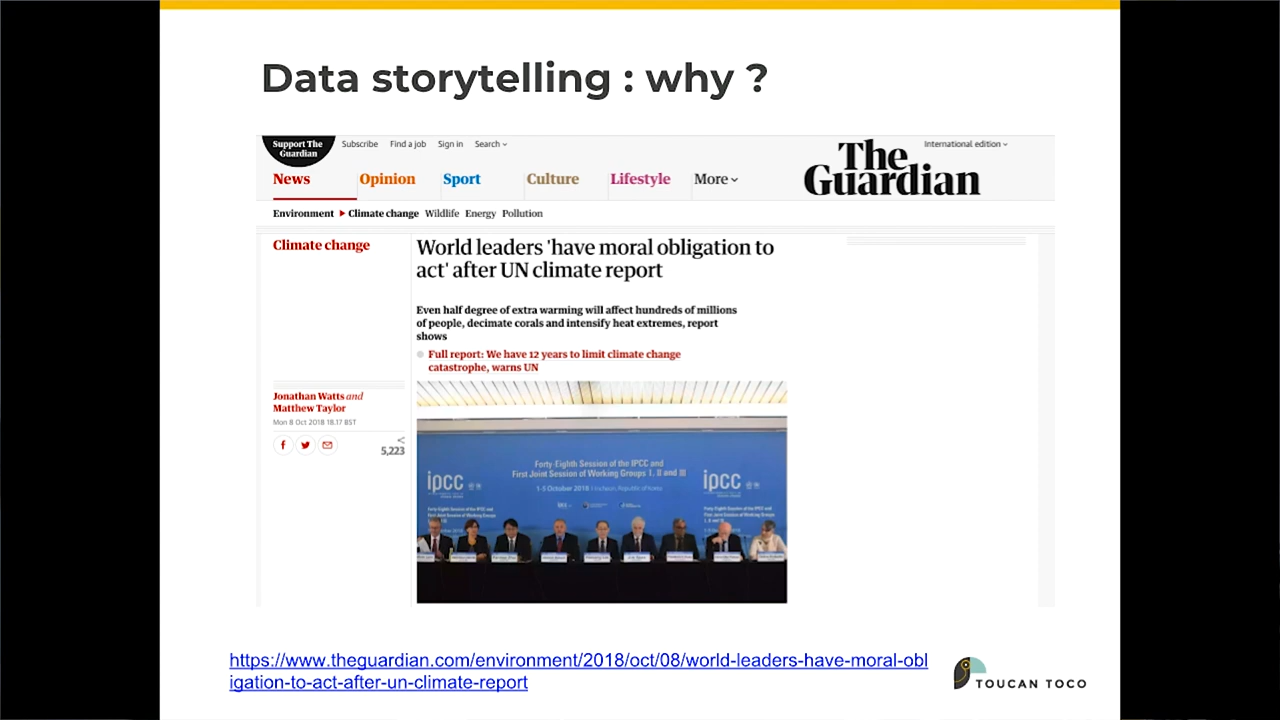 Data storytelling : why ?
Support The
Guardian
Subscribe Find a job Sign in Search
International edition
The
Guardian
News Opinion Sport Culture Lifestyle More
Environment Climate change Wildlife Energy Pollution
Climate change
World leaders 'have moral obligation to
act' after UN climate report
Even half degree of extra warming will affect hundreds of millions
of people, decimate corals and intensify heat extremes, report
shows
Full report: We have 12 years to limit climate change
catastrophe, warns UN
Jonathan Watts and
Matthew Taylor
Mon 8 Oct 2018 18.17 BST
5,223
Forty-Eighth Session of the IPCC and
First Joint Session of Working Groups I, II and III
1-5 October 2018 Incheon, Republic of Korea
ipcc
ipcc
https://www.theguardian.com/environment/2018/oct/08/world-leaders-have-moral-obl
igation-to-act-after-un-climate-report
TOUCAN TOCO